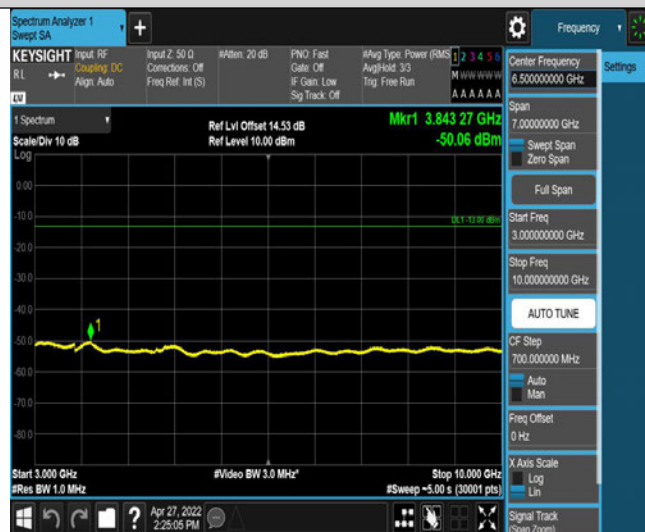 Spectrum Analyzer 1
Swept SA
+
Frequency
KEYSIGHT
Input: RF
Coupling: DC
Align: Auto
Input Z: 50 Ω
Corrections: Off
Freq Ref: Int (S)
#Atten: 20 dB
PNO: Fast
Gate: Off
IF Gain: Low
Sig Track: Off
#Avg Type: Power (RMS
Avg|Hold: 3/3
Trig: Free Run
1 2 3 4 5 6
M W W W W W
A A A A A A
R L
LXI
Center Frequency
6.500000000 GHz
Settings
1 Spectrum
Ref Lvl Offset 14.53 dB
Mkr1 3.843 27 GHz
Scale/Div 10 dB
Ref Level 10.00 dBm
-50.06 dBm
Log
0.00
-10.0
DL1 -13.00 dBm
-20.0
-30.0
-40.0
1
-50.0
-60.0
-70.0
-80.0
Start 3.000 GHz
#Video BW 3.0 MHz*
Stop 10.000 GHz
#Res BW 1.0 MHz
#Sweep ~5.00 s (30001 pts)
Span
7.00000000 GHz
Swept Span
Zero Span
Full Span
Start Freq
3.000000000 GHz
Stop Freq
10.000000000 GHz
AUTO TUNE
CF Step
700.000000 MHz
Auto
Man
Freq Offset
0 Hz
X Axis Scale
Log
Lin
Signal Track
(Span Zoom)
?
Apr 27, 2022
2:25:05 PM